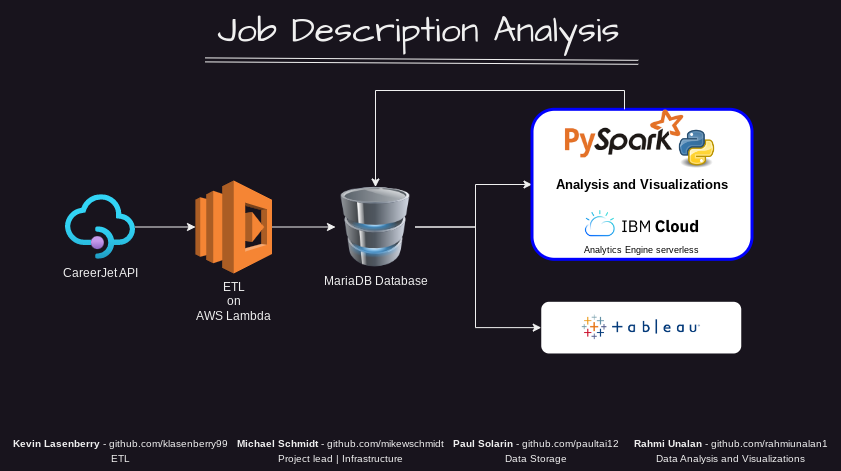 Job Description Analysis
PySpark
Analysis and Visualizations
IBM Cloud
Analytics Engine serverless
CareerJet API
ETL
on
AWS Lambda
MariaDB Database
+ a b l e a u
Kevin Lasenberry - github.com/klasenberry99
ETL
Michael Schmidt - github.com/mikewschmidt
Project lead | Infrastructure
Paul Solarin - github.com/paultai12
Data Storage
Rahmi Unalan - github.com/rahmiunalan1
Data Analysis and Visualizations